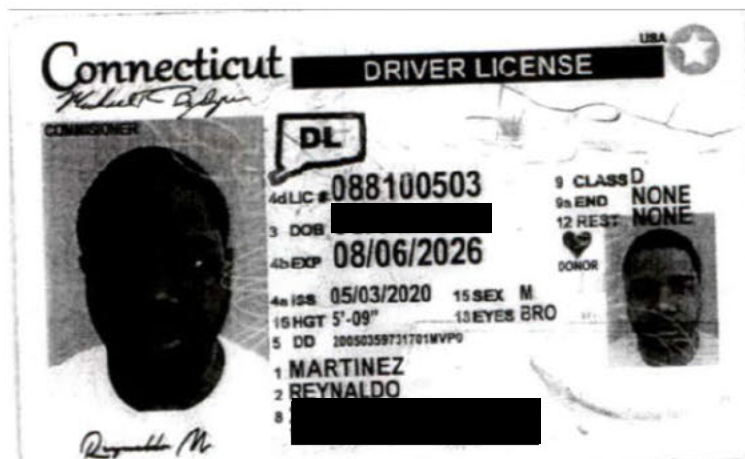 USA
Connecticut DRIVER LICENSE
COMMISIONER
DL
4d LIC # 088100503 9 CLASS D
9a END NONE
3 DOB 12 REST NONE
4b EXP 08/06/2026 DONOR
4a ISS 05/03/2020 15 SEX M
16 HGT 5'-09" 18 EYES BRO
5 DD 20050359731701MVP0
1 MARTINEZ
2 REYNALDO
8